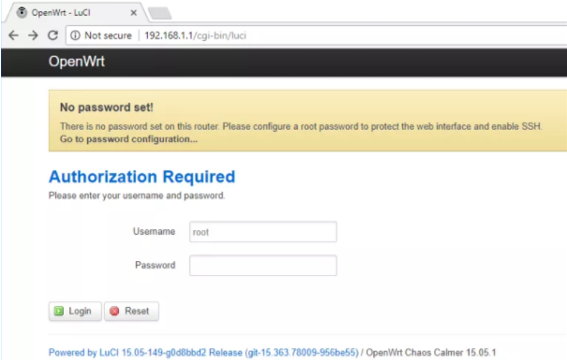 OpenWrt - LuCI
Not secure | 192.168.1.1/cgi-bin/luci
OpenWrt
No password set!
There is no password set on this router. Please configure a root password to protect the web interface and enable SSH.
Go to password configuration...
Authorization Required
Please enter your username and password.
Username root
Password
Login Reset
Powered by LuCI 15.05-149-g0d8bbd2 Release (git-15.363.78009-956be55) / OpenWrt Chaos Calmer 15.05.1